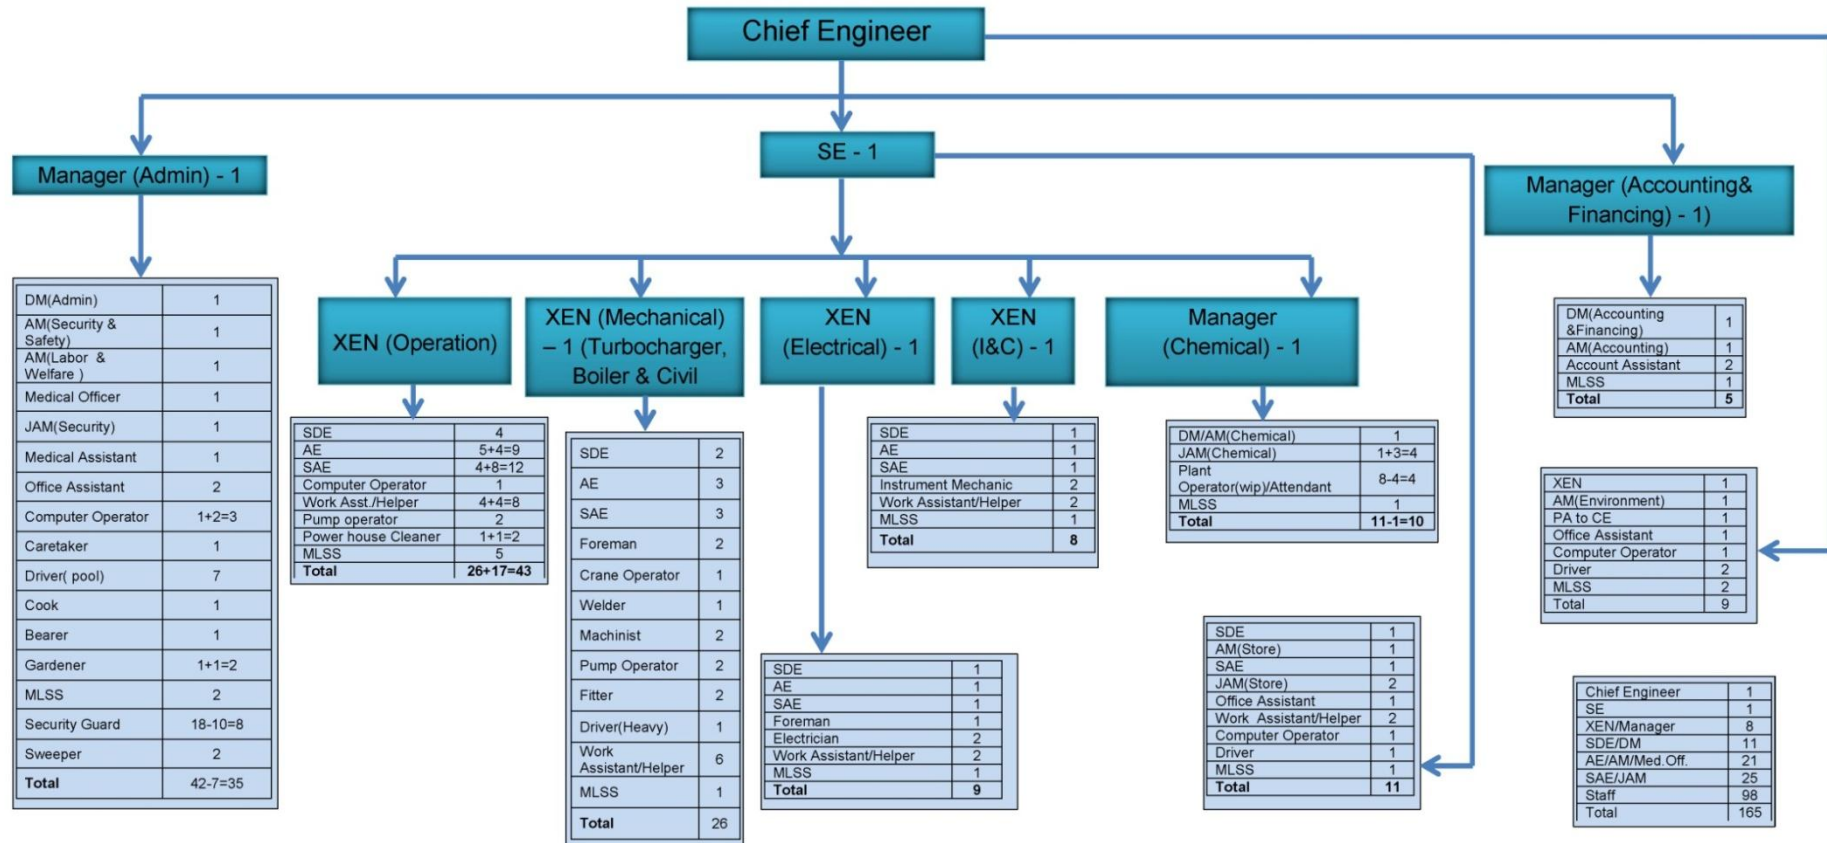 Chief Engineer
Manager (Admin) - 1
SE - 1
Manager (Accounting&
Financing) - 1)
XEN (Operation)
XEN (Mechanical)
– 1 (Turbocharger,
Boiler & Civil
XEN
(Electrical) - 1
XEN
(I&C) - 1
Manager
(Chemical) - 1
DM(Admin) 1
AM(Security &
Safety) 1
AM(Labor &
Welfare ) 1
Medical Officer 1
JAM(Security) 1
Medical Assistant 1
Office Assistant 2
Computer Operator 1+2=3
Caretaker 1
Driver( pool) 7
Cook 1
Bearer 1
Gardener 1+1=2
MLSS 2
Security Guard 18-10=8
Sweeper 2
Total 42-7=35
SDE 4
AE 5+4=9
SAE 4+8=12
Computer Operator 1
Work Asst./Helper 4+4=8
Pump operator 2
Power house Cleaner 1+1=2
MLSS 5
Total 26+17=43
SDE 2
AE 3
SAE 3
Foreman 2
Crane Operator 1
Welder 1
Machinist 2
Pump Operator 2
Fitter 2
Driver(Heavy) 1
Work
Assistant/Helper 6
MLSS 1
Total 26
SDE 1
AE 1
SAE 1
Foreman 1
Electrician 2
Work Assistant/Helper 2
MLSS 1
Total 9
SDE 1
AE 1
SAE 1
Instrument Mechanic 2
Work Assistant/Helper 2
MLSS 1
Total 8
DM/AM(Chemical) 1
JAM(Chemical) 1+3=4
Plant
Operator(wip)/Attendant 8-4=4
MLSS 1
Total 11-1=10
SDE 1
AM(Store) 1
SAE 1
JAM(Store) 2
Office Assistant 1
Work Assistant/Helper 2
Computer Operator 1
Driver 1
MLSS 1
Total 11
DM(Accounting
&Financing) 1
AM(Accounting) 1
Account Assistant 2
MLSS 1
Total 5
XEN 1
AM(Environment) 1
PA to CE 1
Office Assistant 1
Computer Operator 1
Driver 2
MLSS 2
Total 9
Chief Engineer 1
SE 1
XEN/Manager 8
SDE/DM 11
AE/AM/Med.Off. 21
SAE/JAM 25
Staff 98
Total 165